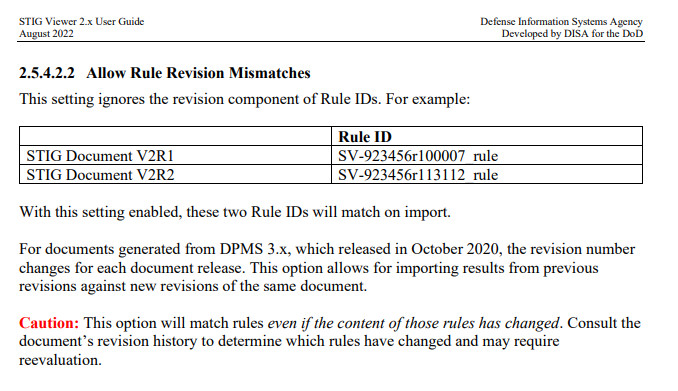 STIG Viewer 2.x User Guide
Defense Information Systems Agency
August 2022
Developed by DISA for the DoD
2.5.4.2.2 Allow Rule Revision Mismatches
This setting ignores the revision component of Rule IDs. For example:
Rule ID
STIG Document V2R1 SV-923456r100007_rule
STIG Document V2R2 SV-923456r113112_rule
With this setting enabled, these two Rule IDs will match on import.
For documents generated from DPMS 3.x, which released in October 2020, the revision number
changes for each document release. This option allows for importing results from previous
revisions against new revisions of the same document.
Caution: This option will match rules even if the content of those rules has changed. Consult the
document's revision history to determine which rules have changed and may require
reevaluation.